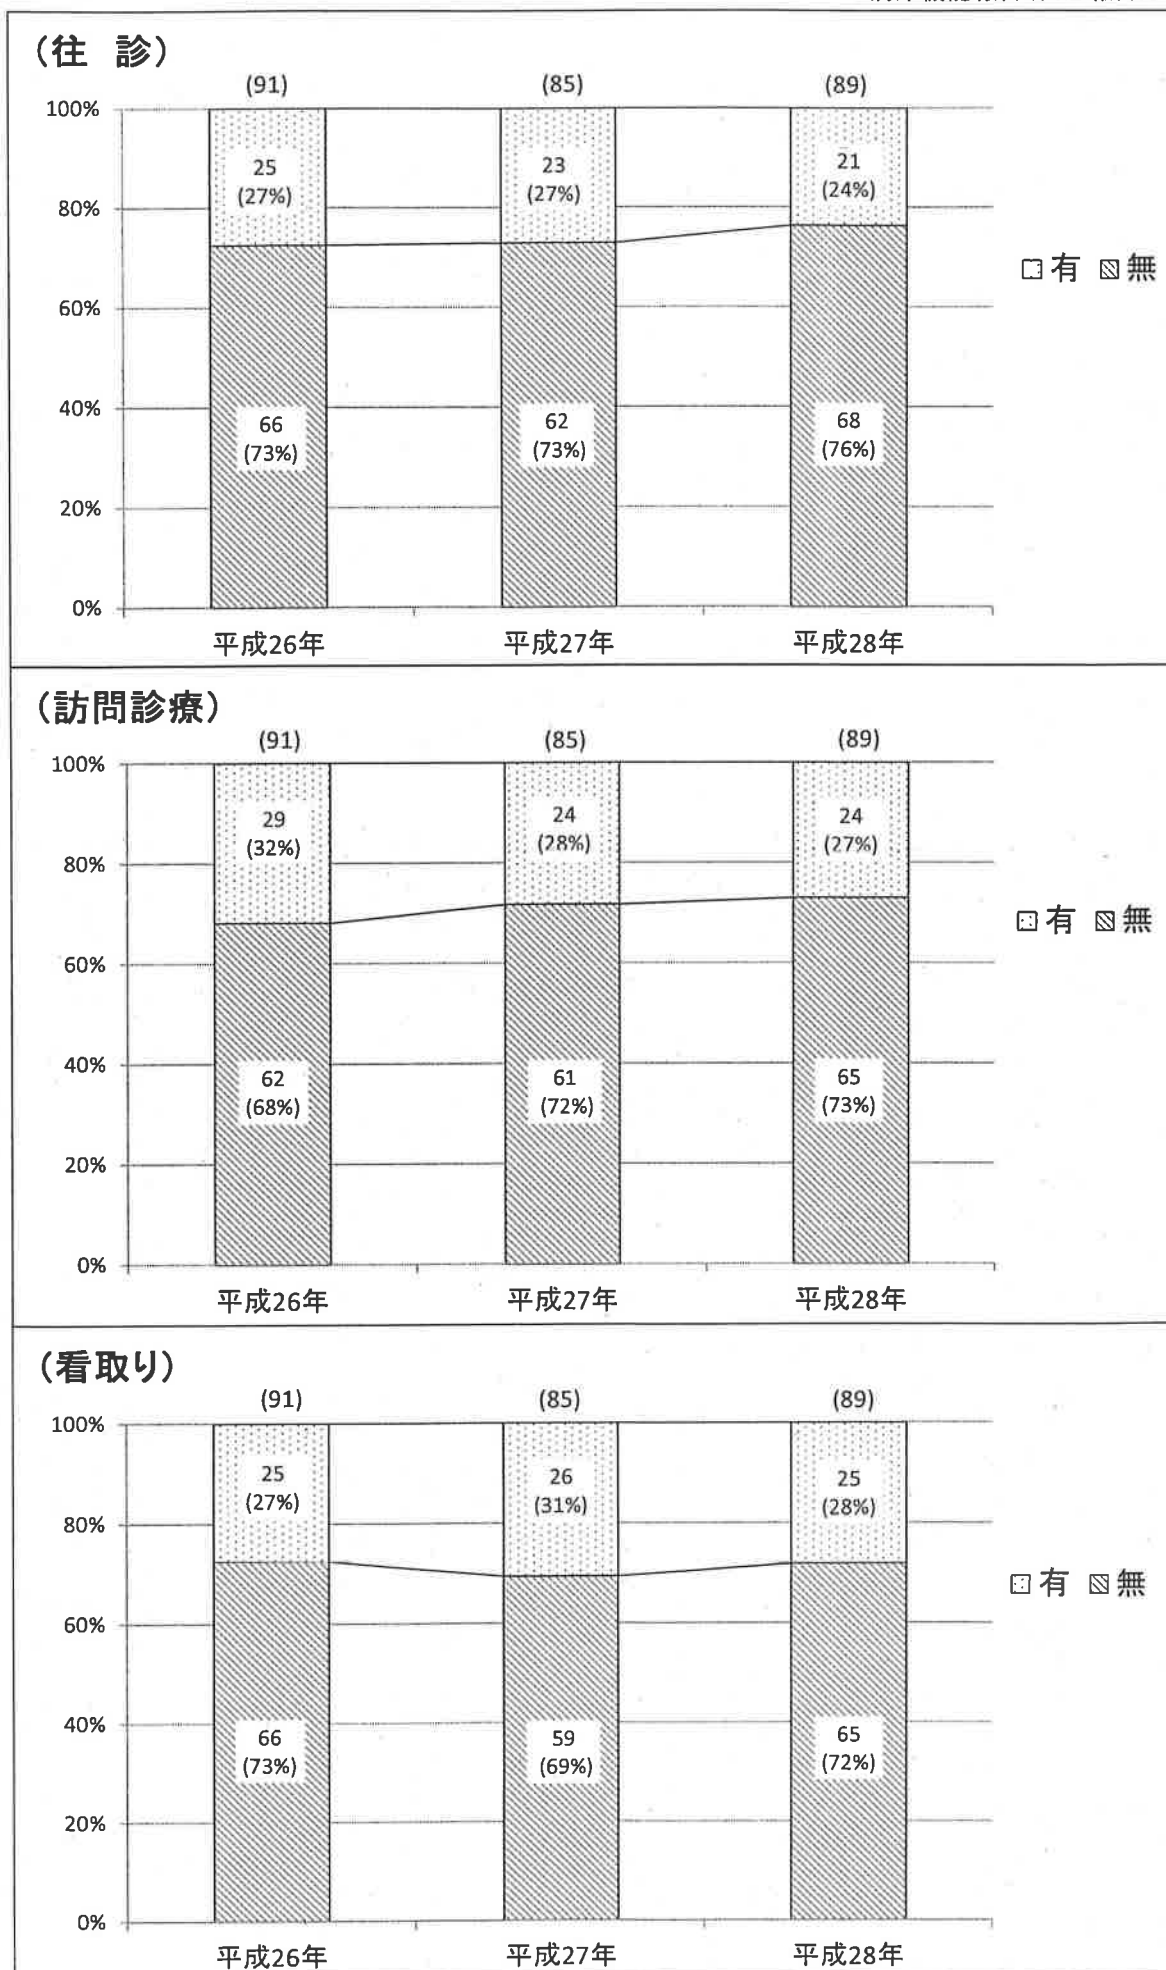 (往 診)
(91) (85) (89)
100%
25 23 21
(27%) (27%) (24%)
80%
有 無
60%
40%
66 62 68
(73%) (73%) (76%)
20%
0%
平成26年 平成27年 平成28年
(訪問診療)
(91) (85) (89)
100%
29 24 24
(32%) (28%) (27%)
80%
有 無
60%
40%
62 61 65
(68%) (72%) (73%)
20%
0%
平成26年 平成27年 平成28年
(看取り)
(91) (85) (89)
100%
25 26 25
(27%) (31%) (28%)
80%
有 無
60%
40%
66 59 65
(73%) (69%) (72%)
20%
0%
平成26年 平成27年 平成28年